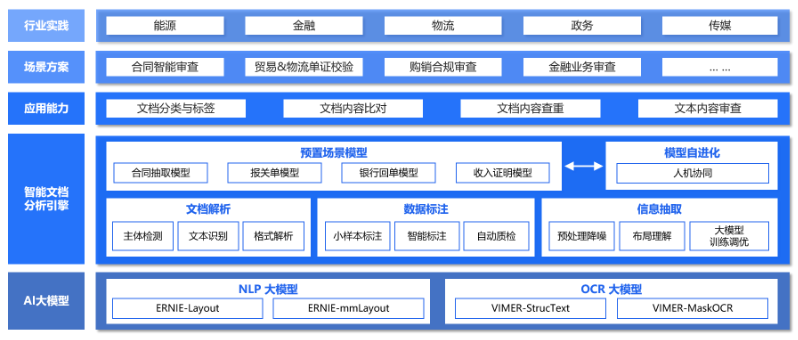 行业实践
能源
金融
物流
政务
传媒
场景方案
合同智能审查
贸易&物流单证校验
购销合规审查
金融业务审查
... ...
应用能力
文档分类与标签
文档内容比对
文档内容查重
文本内容审查
智能文档
分析引擎
预置场景模型
合同抽取模型
报关单模型
银行回单模型
收入证明模型
模型自进化
人机协同
文档解析
主体检测
文本识别
格式解析
数据标注
小样本标注
智能标注
自动质检
信息抽取
预处理降噪
布局理解
大模型
训练调优
AI大模型
NLP 大模型
ERNIE-Layout
ERNIE-mmLayout
OCR 大模型
VIMER-StrucText
VIMER-MaskOCR